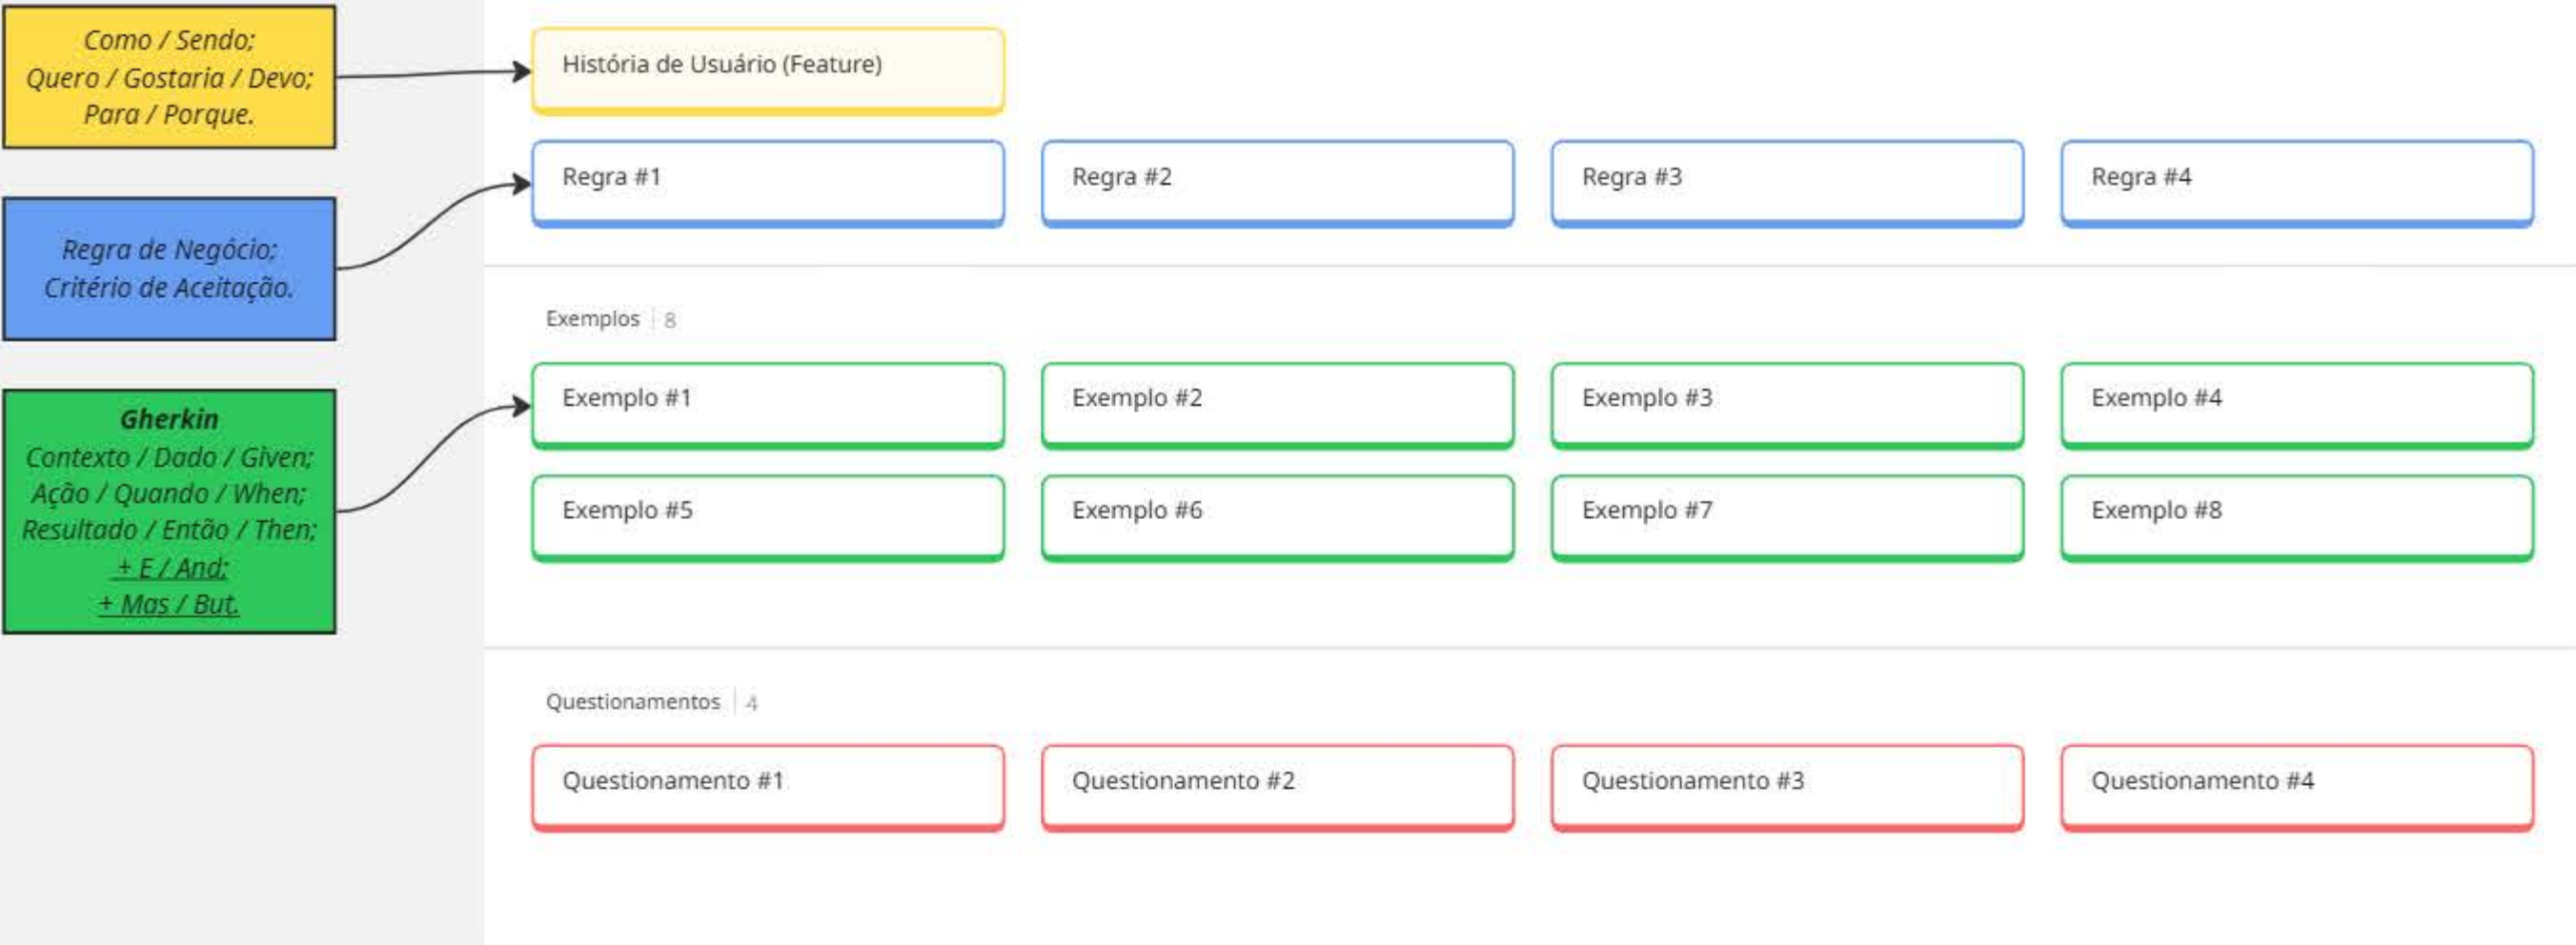 Como / Sendo;
Quero / Gostaria / Devo;
Para / Porque.
Regra de Negócio;
Critério de Aceitação.
Gherkin
Contexto / Dado / Given;
Ação / Quando / When;
Resultado / Então / Then;
+ E / And;
+ Mas / But.
História de Usuário (Feature)
Regra #1
Regra #2
Regra #3
Regra #4
Exemplos | 8
Exemplo #1
Exemplo #2
Exemplo #3
Exemplo #4
Exemplo #5
Exemplo #6
Exemplo #7
Exemplo #8
Questionamentos | 4
Questionamento #1
Questionamento #2
Questionamento #3
Questionamento #4